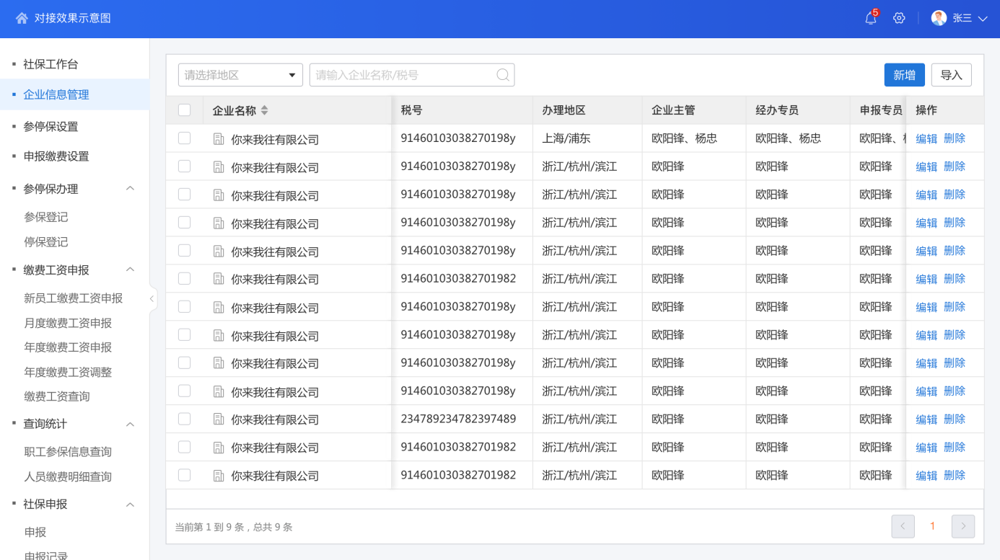 对接效果示意图
5
张三
社保工作台
企业信息管理
参停保设置
申报缴费设置
参停保办理
参保登记
停保登记
缴费工资申报
新员工缴费工资申报
月度缴费工资申报
年度缴费工资申报
年度缴费工资调整
缴费工资查询
查询统计
职工参保信息查询
人员缴费明细查询
社保申报
申报
申报记录
请选择地区 请输入企业名称/税号 新增 导入
企业名称 税号 办理地区 企业主管 经办专员 申报专员 操作
你来我往有限公司 91460103038270198y 上海/浦东 欧阳锋、杨忠 欧阳锋、杨忠 欧阳锋、 编辑 删除
你来我往有限公司 91460103038270198y 浙江/杭州/滨江 欧阳锋 欧阳锋 欧阳锋 编辑 删除
你来我往有限公司 91460103038270198y 浙江/杭州/滨江 欧阳锋 欧阳锋 欧阳锋 编辑 删除
你来我往有限公司 91460103038270198y 浙江/杭州/滨江 欧阳锋 欧阳锋 欧阳锋 编辑 删除
你来我往有限公司 91460103038270198y 浙江/杭州/滨江 欧阳锋 欧阳锋 欧阳锋 编辑 删除
你来我往有限公司 914601030382701982 浙江/杭州/滨江 欧阳锋 欧阳锋 欧阳锋 编辑 删除
你来我往有限公司 91460103038270198y 浙江/杭州/滨江 欧阳锋 欧阳锋 欧阳锋 编辑 删除
你来我往有限公司 91460103038270198y 浙江/杭州/滨江 欧阳锋 欧阳锋 欧阳锋 编辑 删除
你来我往有限公司 91460103038270198y 浙江/杭州/滨江 欧阳锋 欧阳锋 欧阳锋 编辑 删除
你来我往有限公司 91460103038270198y 浙江/杭州/滨江 欧阳锋 欧阳锋 欧阳锋 编辑 删除
你来我往有限公司 234789234782397489 浙江/杭州/滨江 欧阳锋 欧阳锋 欧阳锋 编辑 删除
你来我往有限公司 914601030382701982 浙江/杭州/滨江 欧阳锋 欧阳锋 欧阳锋 编辑 删除
你来我往有限公司 914601030382701982 浙江/杭州/滨江 欧阳锋 欧阳锋 欧阳锋 编辑 删除
当前第 1 到 9 条，总共 9 条 1